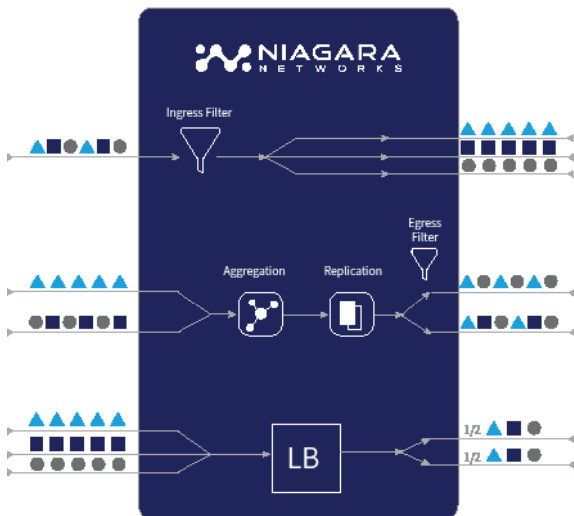 NIAGARA
NETWORKS
Ingress Filter
Egress
Filter
Aggregation
Replication
LB
1/2
1/2